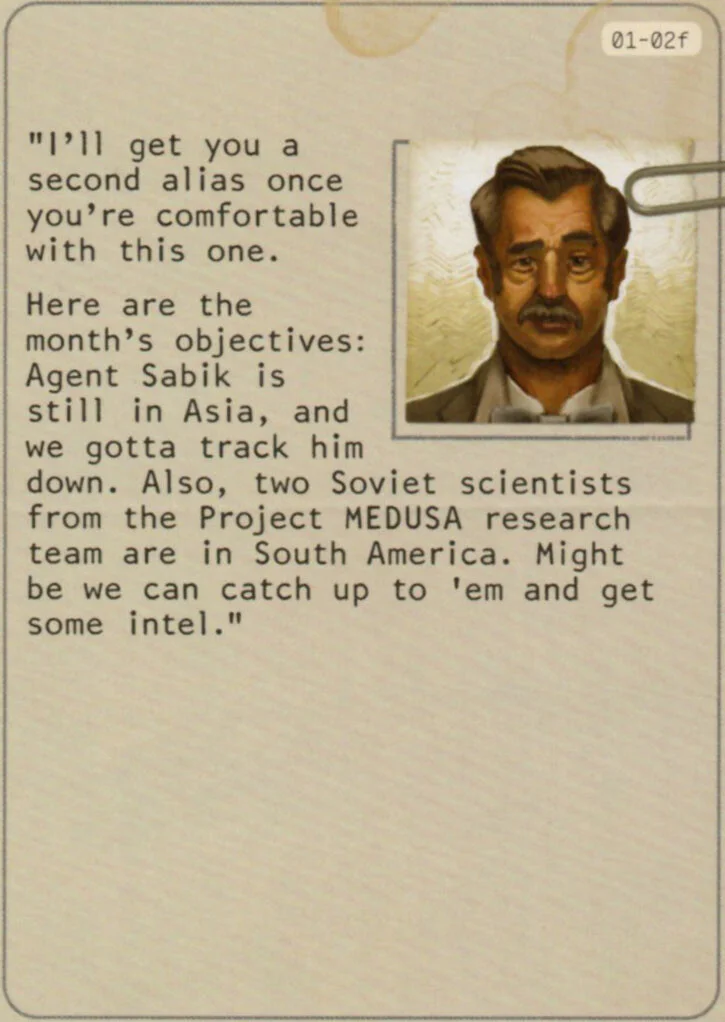 01-02f
"I’ll get you a
second alias once
you’re comfortable
with this one.
Here are the
month’s objectives:
Agent Sabik is
still in Asia, and
we gotta track him
down. Also, two Soviet scientists
from the Project MEDUSA research
team are in South America. Might
be we can catch up to 'em and get
some intel."